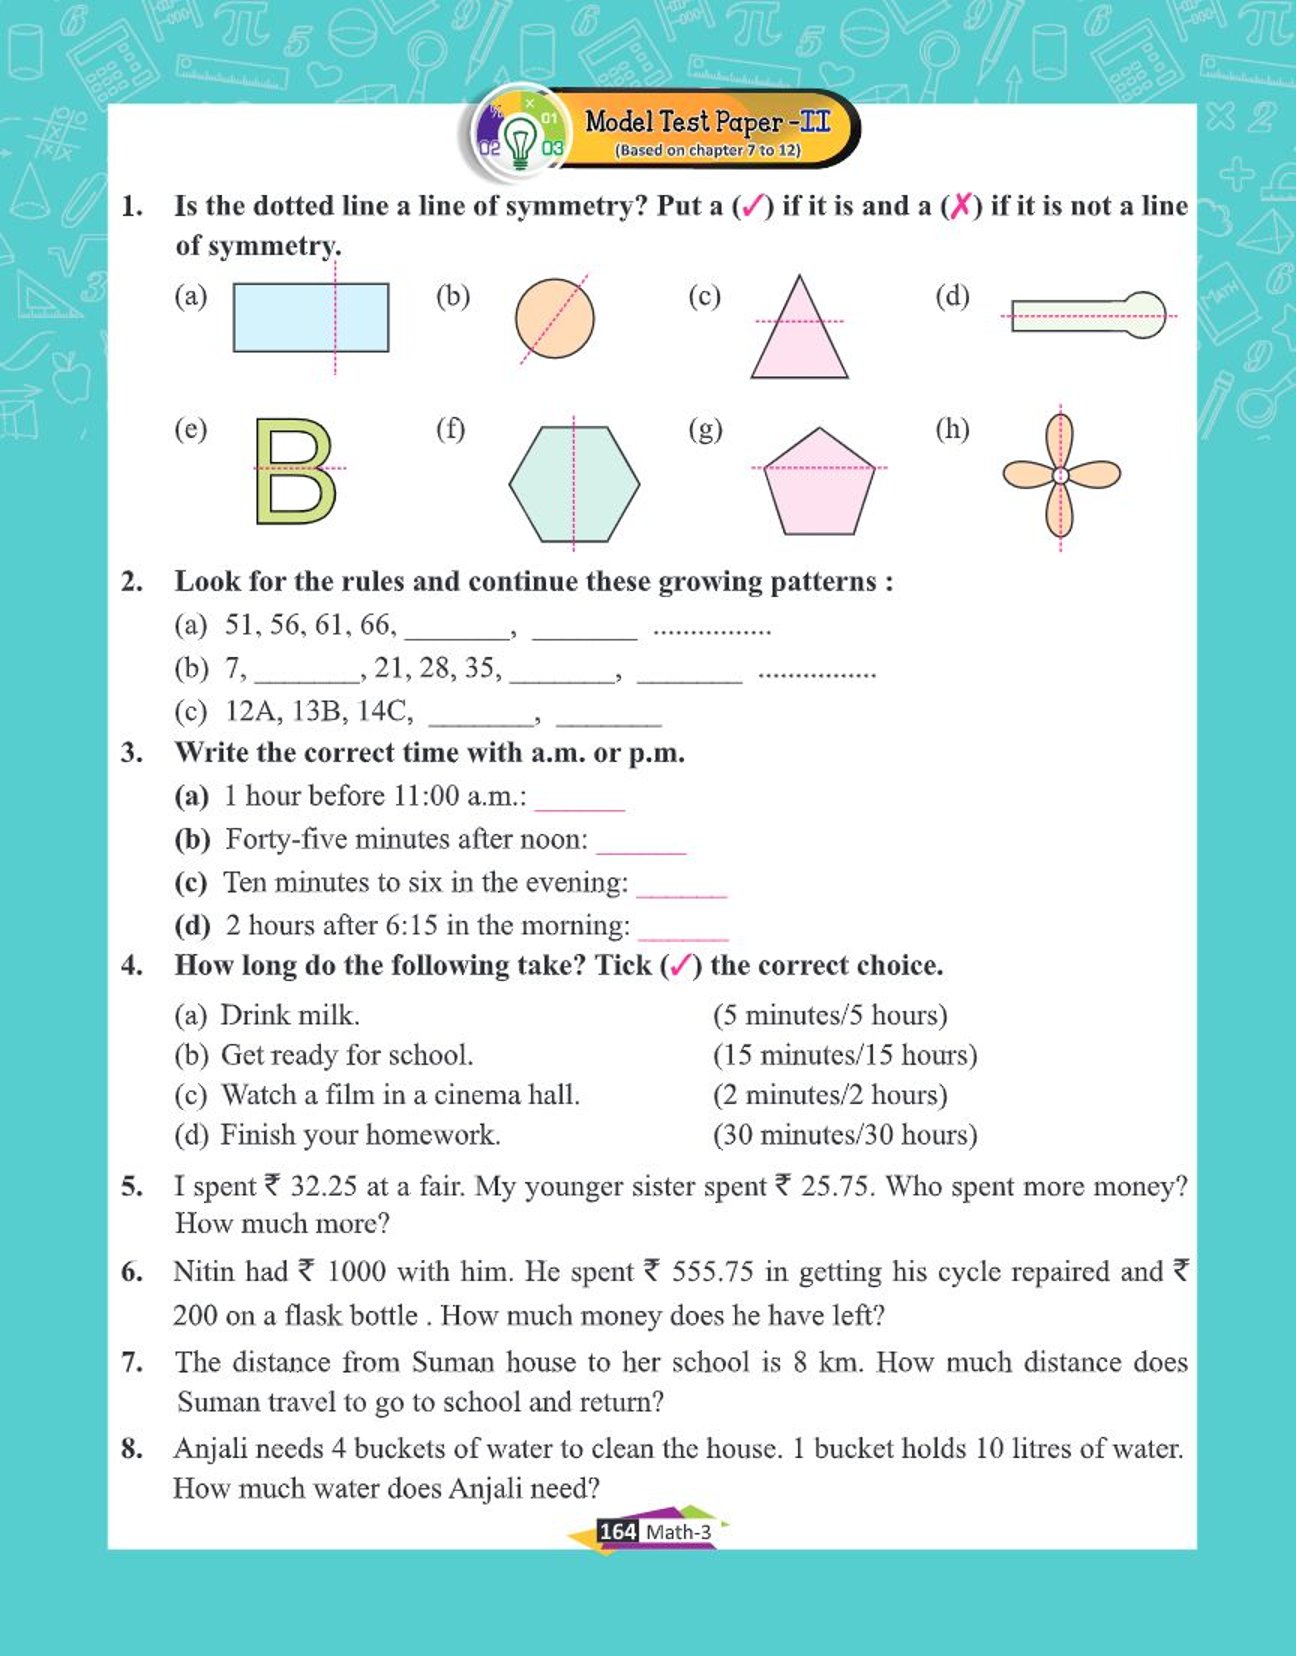 Model Test Paper -II
(Based on chapter 7 to 12)
% × 01
02 03
1. Is the dotted line a line of symmetry? Put a (✓) if it is and a (✗) if it is not a line
of symmetry.
(a) (b) (c) (d)
(e) B (f) (g) (h)
2. Look for the rules and continue these growing patterns :
(a) 51, 56, 61, 66, _______, _______ ................
(b) 7, _______, 21, 28, 35, _______, _______ ................
(c) 12A, 13B, 14C, _______, _______
3. Write the correct time with a.m. or p.m.
(a) 1 hour before 11:00 a.m.: ______
(b) Forty-five minutes after noon: ______
(c) Ten minutes to six in the evening: ______
(d) 2 hours after 6:15 in the morning: ______
4. How long do the following take? Tick (✓) the correct choice.
(a) Drink milk. (5 minutes/5 hours)
(b) Get ready for school. (15 minutes/15 hours)
(c) Watch a film in a cinema hall. (2 minutes/2 hours)
(d) Finish your homework. (30 minutes/30 hours)
5. I spent ₹ 32.25 at a fair. My younger sister spent ₹ 25.75. Who spent more money?
How much more?
6. Nitin had ₹ 1000 with him. He spent ₹ 555.75 in getting his cycle repaired and ₹
200 on a flask bottle . How much money does he have left?
7. The distance from Suman house to her school is 8 km. How much distance does
Suman travel to go to school and return?
8. Anjali needs 4 buckets of water to clean the house. 1 bucket holds 10 litres of water.
How much water does Anjali need?
164 Math-3